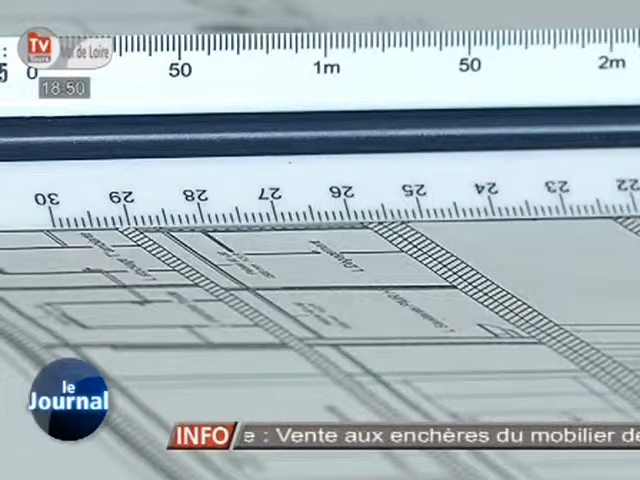 TV Tours Val de Loire
0 50 1m 50 2m
18:50
30 29 28 27 26 25 24 23 22
le Journal
INFO e : Vente aux enchères du mobilier de